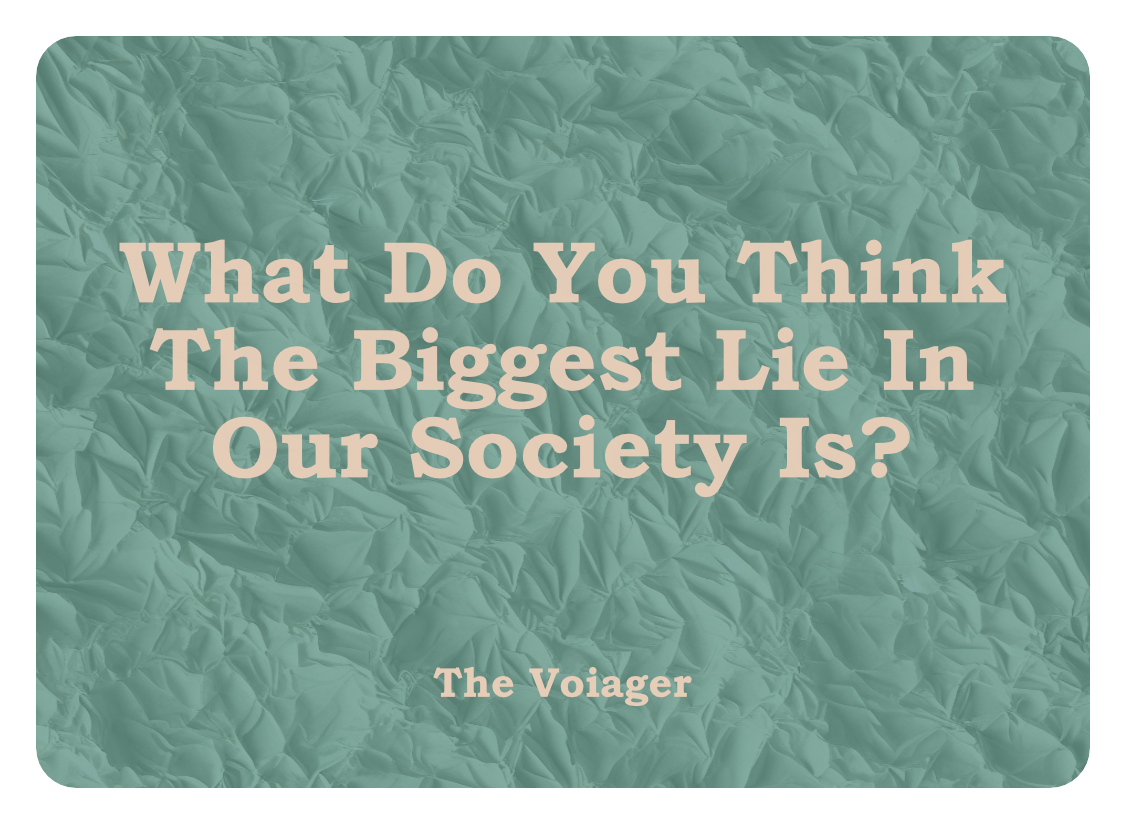 What Do You Think
The Biggest Lie In
Our Society Is?
The Voiager